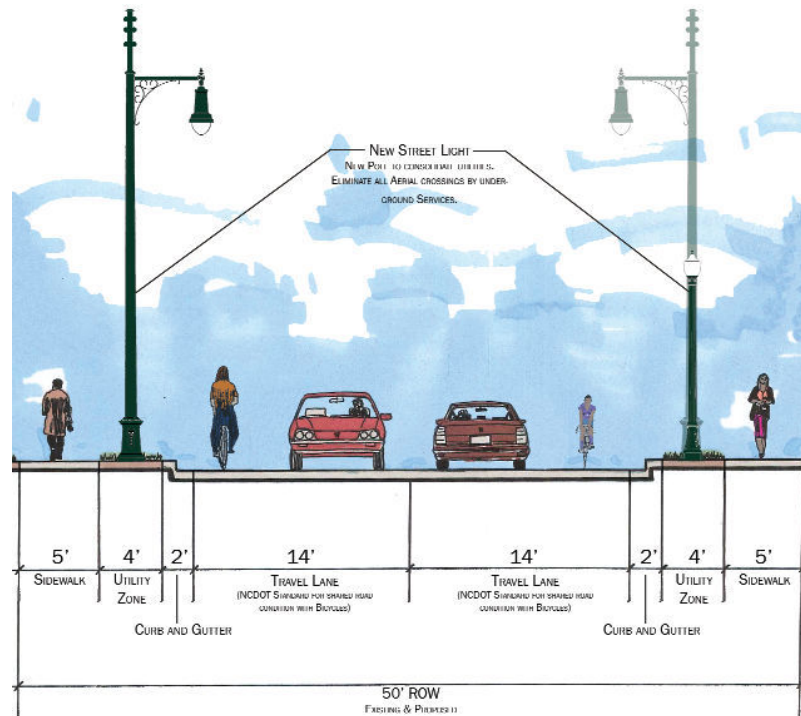 New Street Light
New Pole to consolidate utilities.
Eliminate all Aerial crossings by under-
ground Services.
5' 4' 2' 14' 14' 2' 4' 5'
Sidewalk
Utility
Zone
Travel Lane
(NCDOT Standard for shared road
condition with Bicycles)
Travel Lane
(NCDOT Standard for shared road
condition with Bicycles)
Utility
Zone
Sidewalk
Curb and Gutter
Curb and Gutter
50' ROW
Existing & Proposed